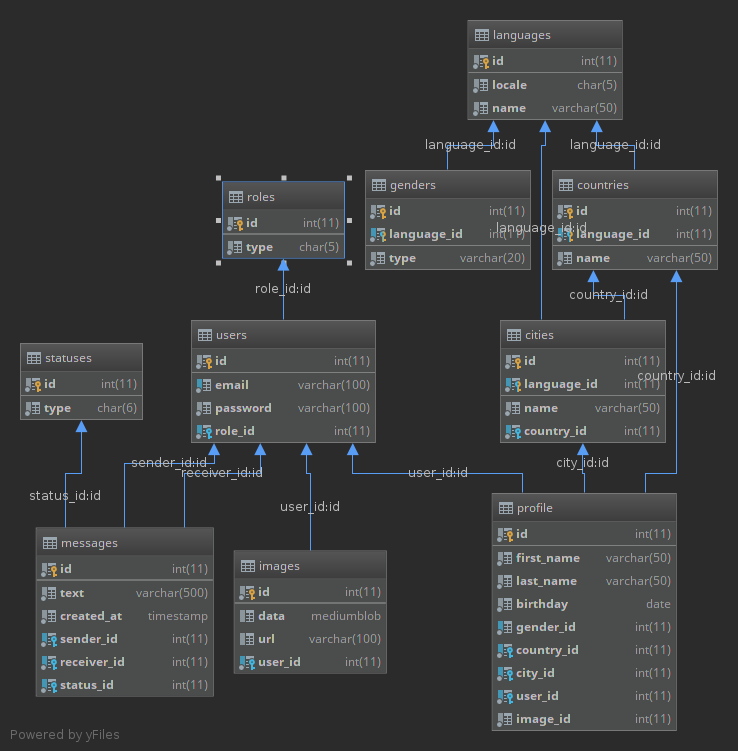 languages
id int(11)
locale char(5)
name varchar(50)
language_id:id
language_id:id
roles
id int(11)
type char(5)
genders
id int(11)
language_id int(11)
type varchar(20)
countries
id int(11)
language_id int(11)
name varchar(50)
language_id:id
role_id:id
country_id:id
users
id int(11)
email varchar(100)
password varchar(100)
role_id int(11)
cities
id int(11)
language_id int(11)
name varchar(50)
country_id int(11)
country_id:id
statuses
id int(11)
type char(6)
sender_id:id
receiver_id:id
user_id:id
city_id:id
status_id:id
user_id:id
messages
id int(11)
text varchar(500)
created_at timestamp
sender_id int(11)
receiver_id int(11)
status_id int(11)
images
id int(11)
data mediumblob
url varchar(100)
user_id int(11)
profile
id int(11)
first_name varchar(50)
last_name varchar(50)
birthday date
gender_id int(11)
country_id int(11)
city_id int(11)
user_id int(11)
image_id int(11)
Powered by yFiles